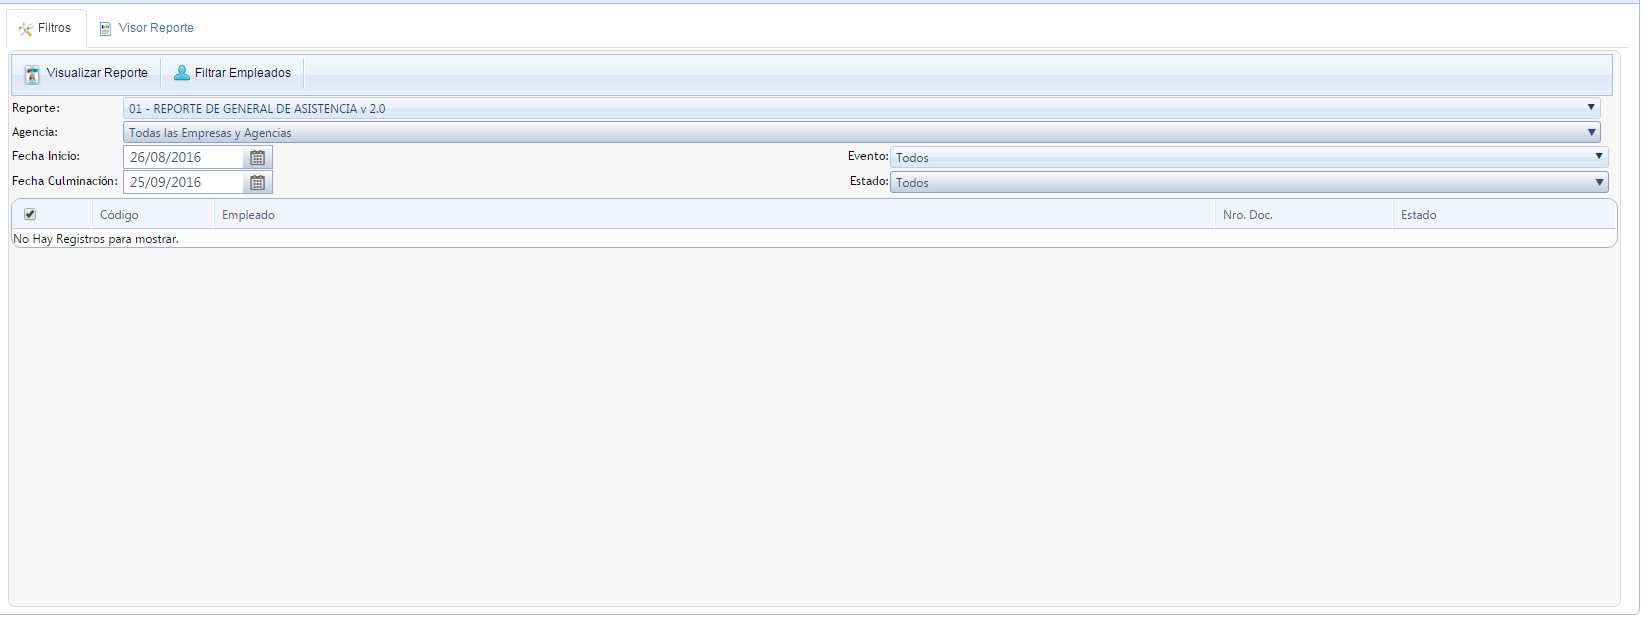 Filtros Visor Reporte
Visualizar Reporte Filtrar Empleados
Reporte: 01 - REPORTE DE GENERAL DE ASISTENCIA v 2.0
Agencia: Todas las Empresas y Agencias
Fecha Inicio: 26/08/2016 Evento: Todos
Fecha Culminación: 25/09/2016 Estado: Todos
Código Empleado Nro. Doc. Estado
No Hay Registros para mostrar.